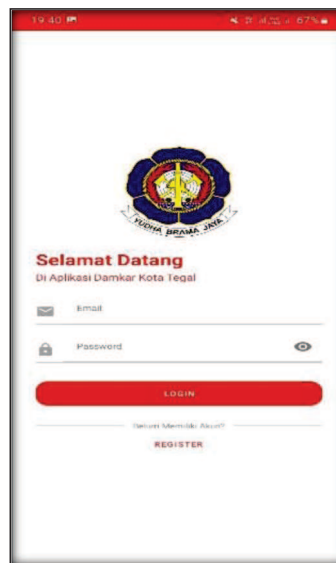 19.40
67%
YUDHA BRAMA JAYA
Selamat Datang
Di Aplikasi Damkar Kota Tegal
Email
Password
LOGIN
Belum Memiliki Akun?
REGISTER